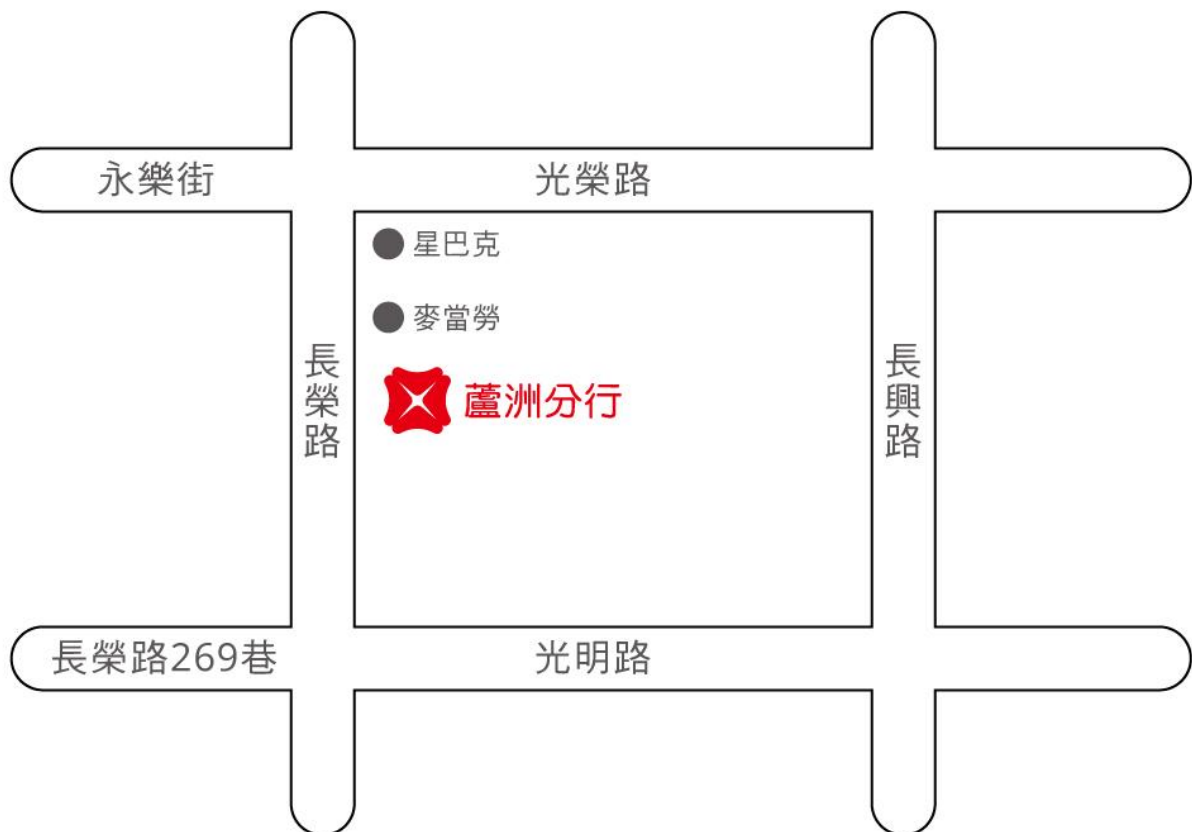 永樂街
光榮路
星巴克
麥當勞
長榮路
蘆洲分行
長興路
長榮路269巷
光明路